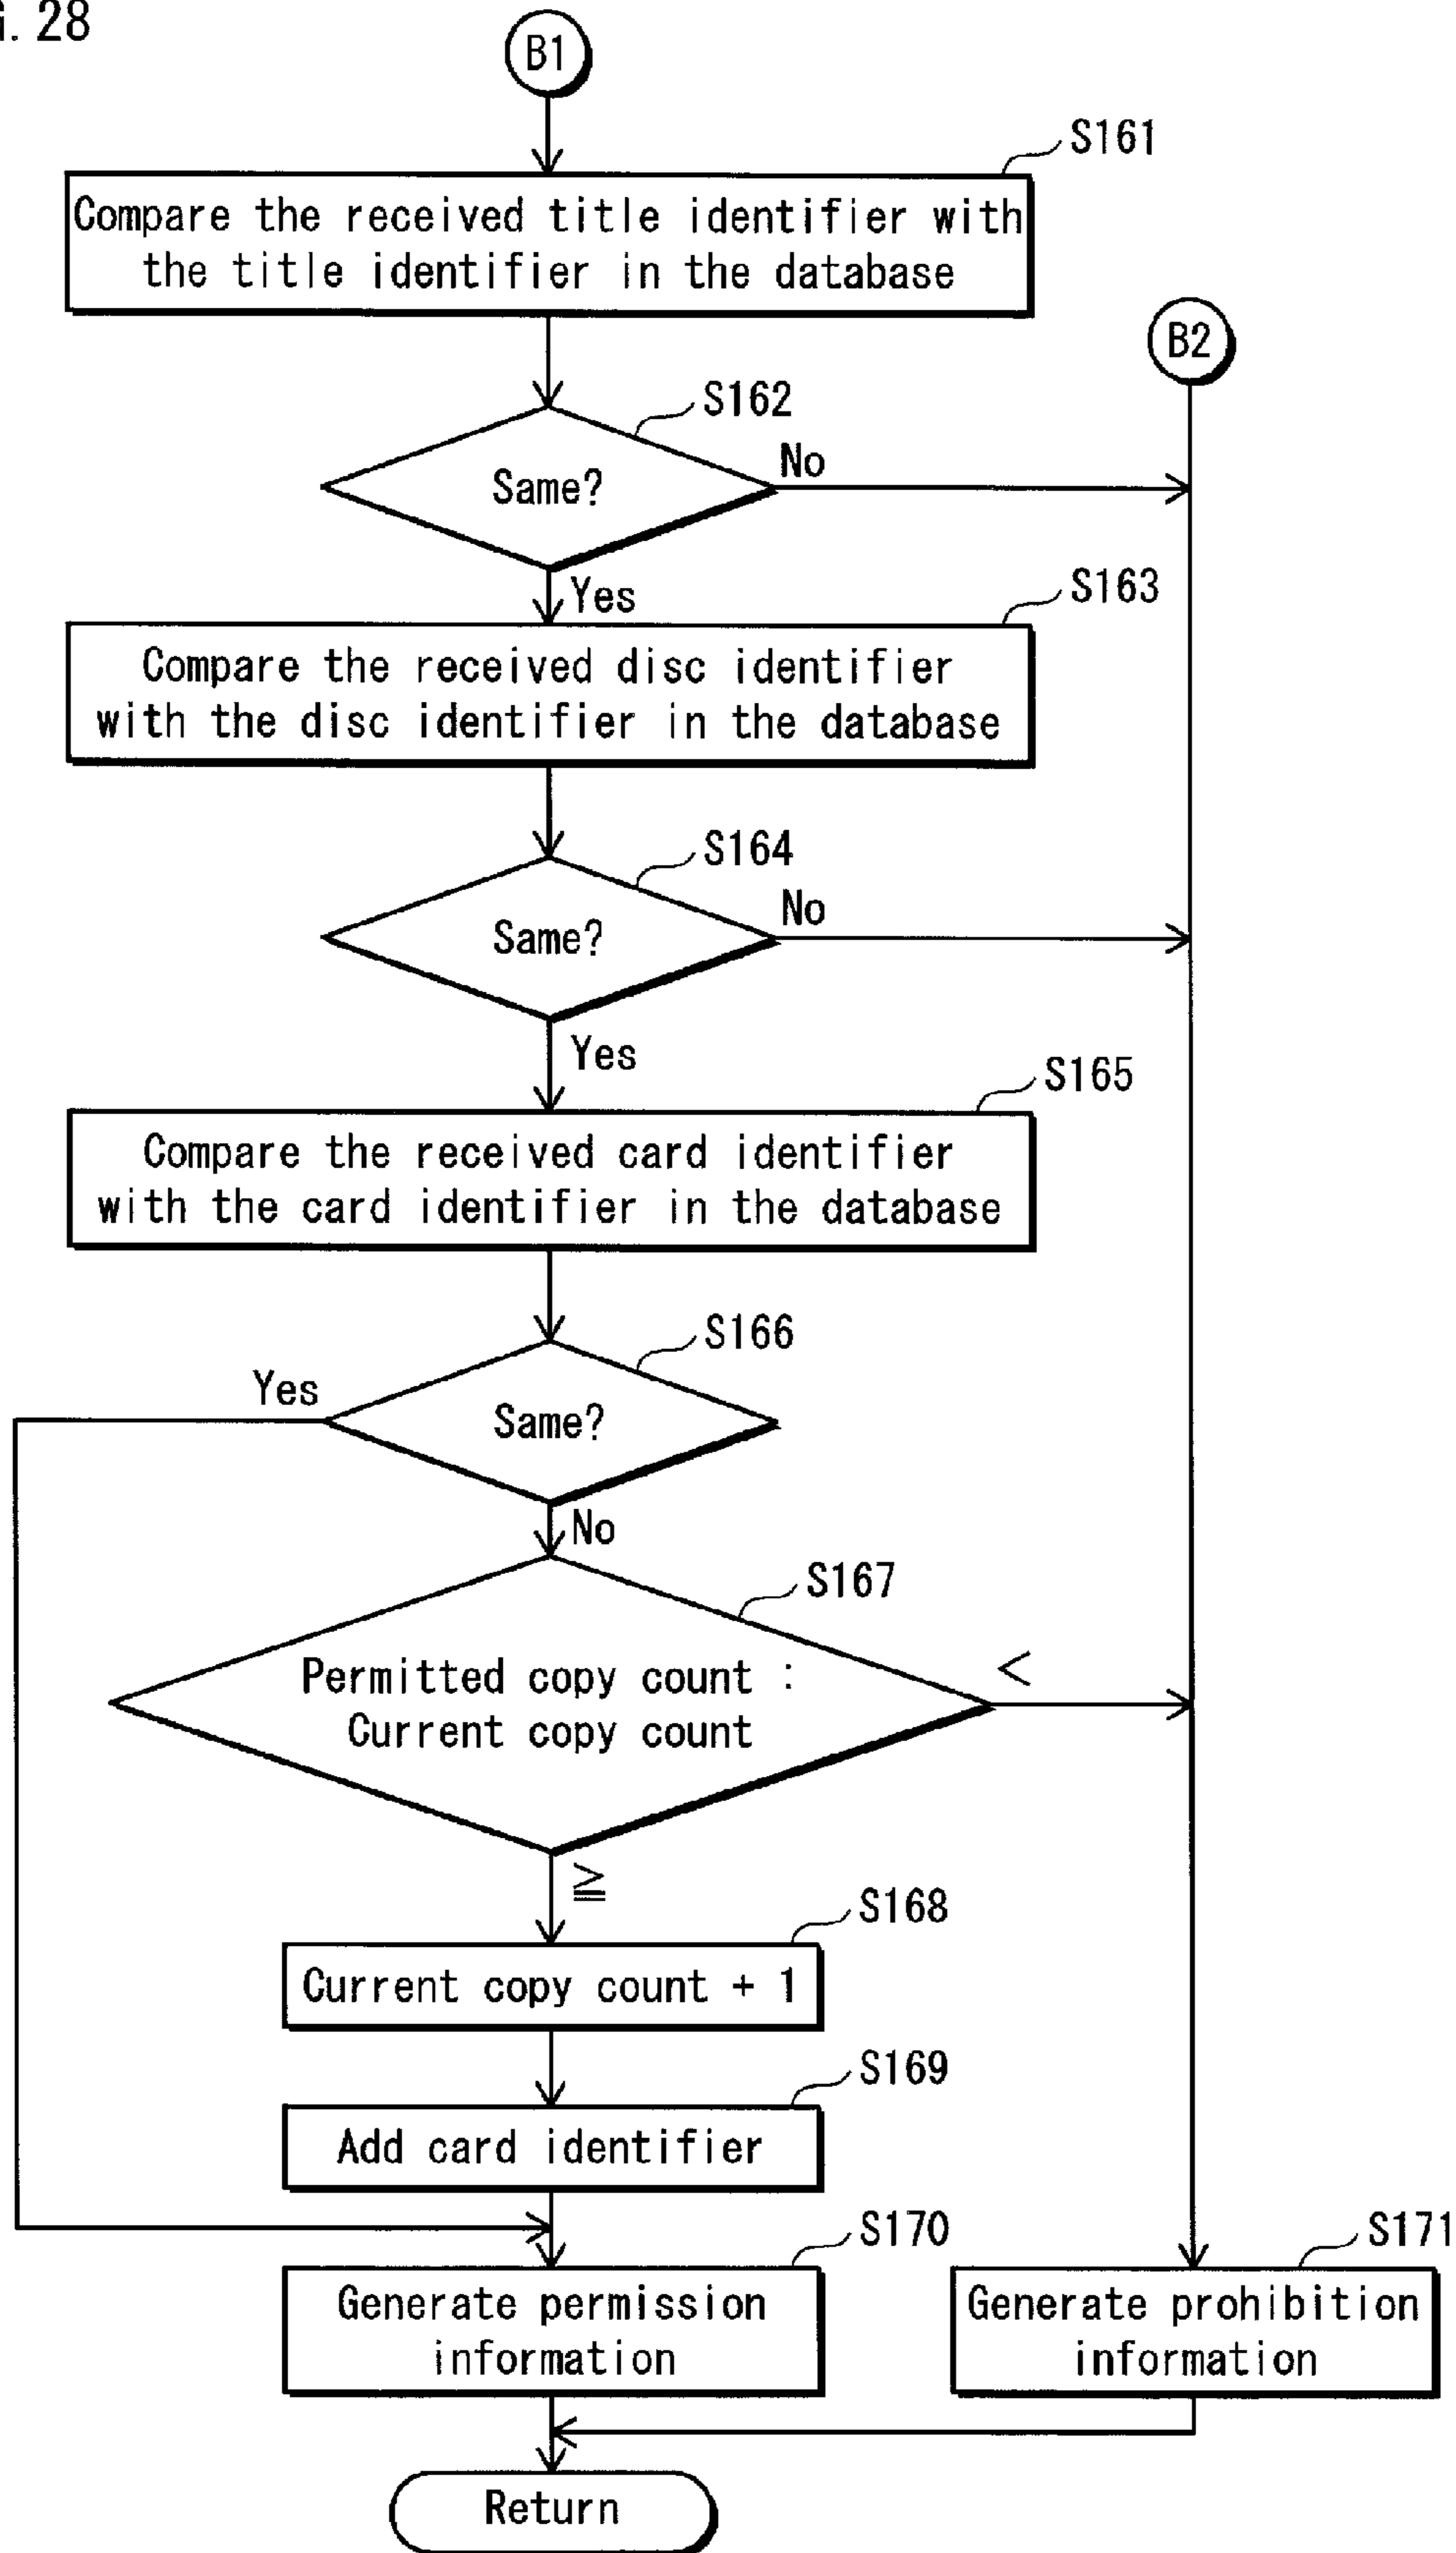 G. 28
B1
S161
Compare the received title identifier with
the title identifier in the database
B2
S162
Same?
No
Yes
S163
Compare the received disc identifier
with the disc identifier in the database
S164
Same?
No
Yes
S165
Compare the received card identifier
with the card identifier in the database
S166
Yes
Same?
No
S167
Permitted copy count :
Current copy count
<
≧
S168
Current copy count + 1
S169
Add card identifier
S170
Generate permission
information
S171
Generate prohibition
information
Return